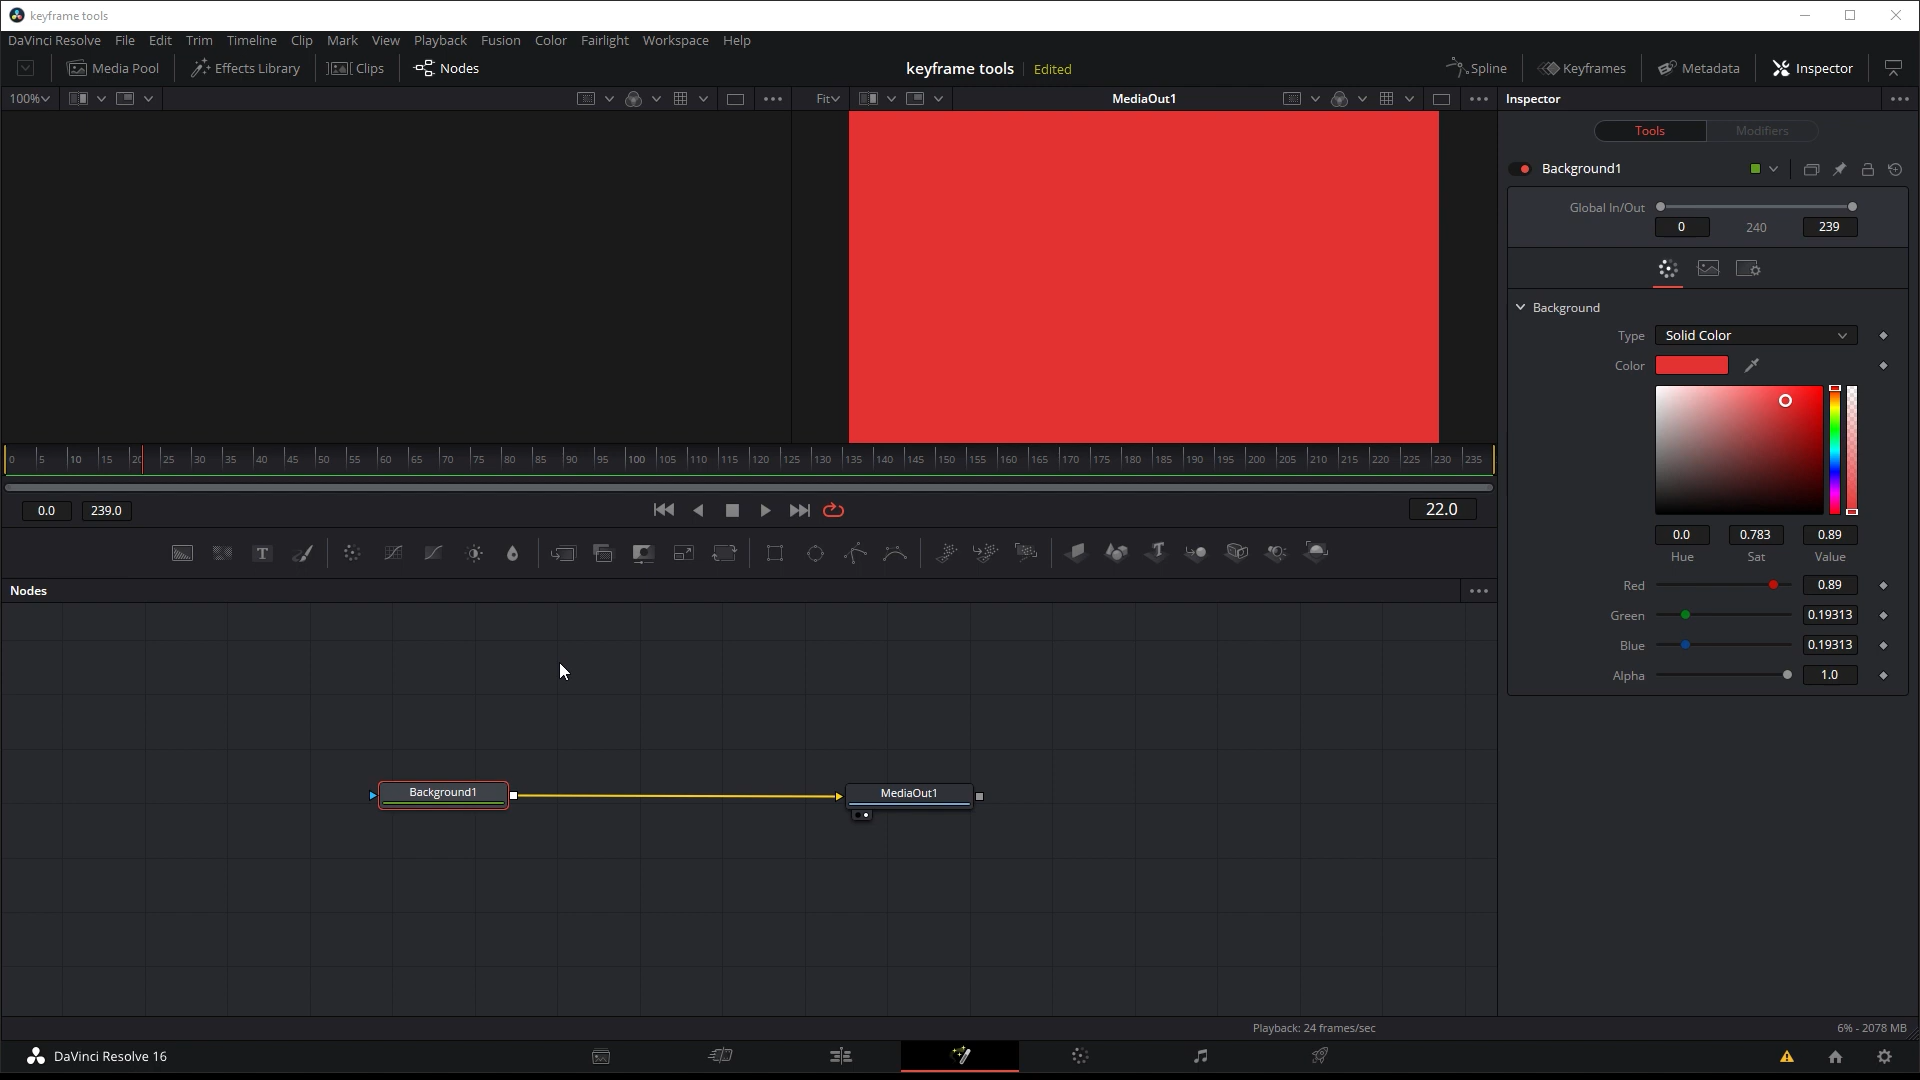 keyframe tools
DaVinci Resolve File Edit Trim Timeline Clip Mark View Playback Fusion Color Fairlight Workspace Help
Media Pool Effects Library Clips Nodes keyframe tools Edited Spline Keyframes Metadata Inspector
100% Fit MediaOut1 Inspector
Tools Modifiers
Background1
Global In/Out
0 240 239
Background
Type Solid Color
Color
0 5 10 15 20 25 30 35 40 45 50 55 60 65 70 75 80 85 90 95 100 105 110 115 120 125 130 135 140 145 150 155 160 165 170 175 180 185 190 195 200 205 210 215 220 225 230 235
0.0 239.0 22.0
0.0 0.783 0.89
Hue Sat Value
Red 0.89
Green 0.19313
Blue 0.19313
Alpha 1.0
T
Nodes
Background1 MediaOut1
Playback: 24 frames/sec 6% - 2078 MB
DaVinci Resolve 16